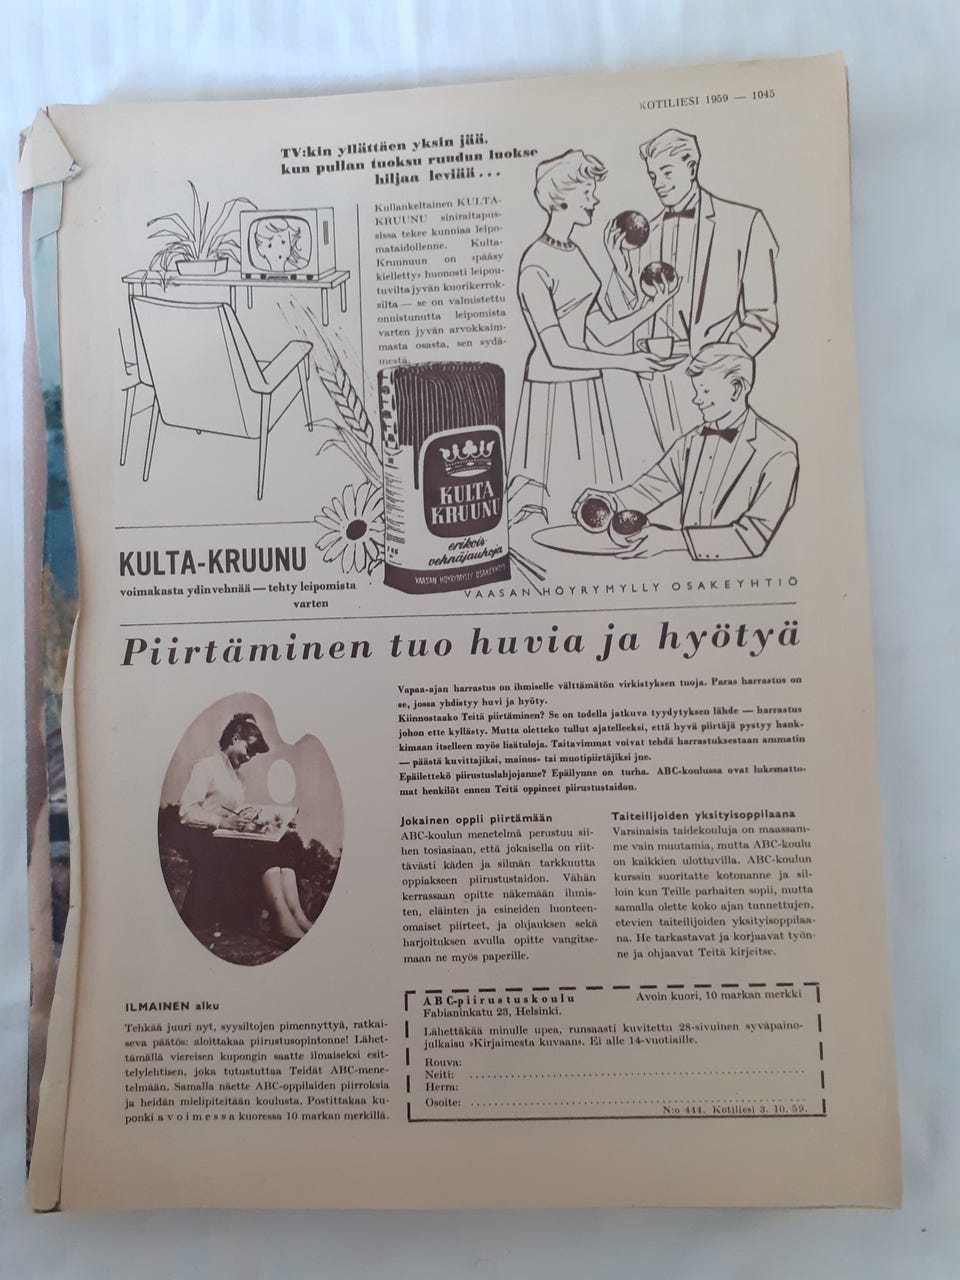 KOTILIESI 1959 — 1045
TV:kin yllättäen yksin jää,
kun pullan tuoksu ruudun luokse
hiljaa leviää...
Kullankeltainen KULTA-
KRUUNU siniraitapus-
sissa tekee kunniaa leipo-
mataidollenne. Kulta-
Kruunuun on »pääsy
kielletty» huonosti leipou-
tuvilta jyvän kuorikerrok-
silta — se on valmistettu
onnistunutta leipomista
varten jyvän arvokkaim-
masta osasta, sen sydä-
mestä.
KULTA
KRUUNU
erikois-
vehnäjauhoja
VAASAN HÖYRYMYLLY OSAKEYHTIÖ
KULTA-KRUUNU
voimakasta ydinvehnää — tehty leipomista
varten
VAASAN HÖYRYMYLLY OSAKEYHTIÖ
Piirtäminen tuo huvia ja hyötyä
Vapaa-ajan harrastus on ihmiselle välttämätön virkistyksen tuoja. Paras harrastus on
se, jossa yhdistyy huvi ja hyöty.
Kiinnostaako Teitä piirtäminen? Se on todella jatkuva tyydytyksen lähde — harrastus
johon ette kyllästy. Mutta oletteko tullut ajatelleeksi, että hyvä piirtäjä pystyy hank-
kimaan itselleen myös lisätuloja. Taitavimmat voivat tehdä harrastuksestaan ammatin
— päästä kuvittajiksi, mainos- tai muotipiirtäjiksi jne.
Epäilettekö piirustuslahjojanne? Epäilynne on turha. ABC-koulussa ovat lukematto-
mat henkilöt ennen Teitä oppineet piirustustaidon.
Jokainen oppii piirtämään
ABC-koulun menetelmä perustuu sii-
hen tosiasiaan, että jokaisella on riit-
tävästi käden ja silmän tarkkuutta
oppiakseen piirustustaidon. Vähän
kerrassaan opitte näkemään ihmis-
ten, eläinten ja esineiden luonteen-
omaiset piirteet, ja ohjauksen sekä
harjoituksen avulla opitte vangitse-
maan ne myös paperille.
Taiteilijoiden yksityisoppilaana
Varsinaisia taidekouluja on maassam-
me vain muutamia, mutta ABC-koulu
on kaikkien ulottuvilla. ABC-koulun
kurssin suoritatte kotonanne ja sil-
loin kun Teille parhaiten sopii, mutta
samalla olette koko ajan tunnettujen,
etevien taiteilijoiden yksityisoppilaa-
na. He tarkastavat ja korjaavat työn-
ne ja ohjaavat Teitä kirjeitse.
ILMAINEN alku
Tehkää juuri nyt, syysiltojen pimennyttyä, ratkai-
seva päätös: aloittakaa piirustusopintonne! Lähet-
tämällä viereisen kupongin saatte ilmaiseksi esit-
telylehtisen, joka tutustuttaa Teidät ABC-mene-
telmään. Samalla näette ABC-oppilaiden piirroksia
ja heidän mielipiteitään koulusta. Postittakaa ku-
ponki avoimessa kuoressa 10 markan merkillä.
ABC-piirustuskoulu Avoin kuori, 10 markan merkki
Fabianinkatu 23, Helsinki.
Lähettäkää minulle upea, runsaasti kuvitettu 28-sivuinen syväpaino-
julkaisu »Kirjaimesta kuvaan». Ei alle 14-vuotiaille.
Rouva:
Neiti:
Herra:
Osoite:
N:o 444. Kotiliesi 3. 10. 59.